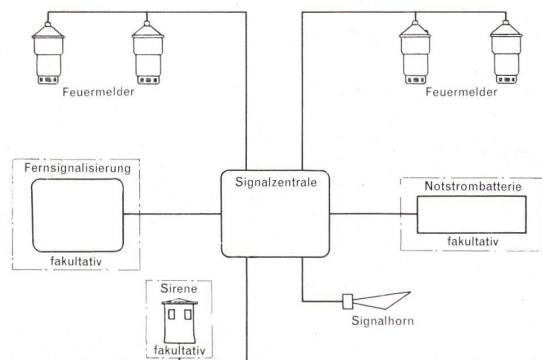 Feuermelder
Feuermelder
Fernsignalisierung
fakultativ
Signalzentrale
Notstrombatterie
fakultativ
Sirene
fakultativ
Signalhorn